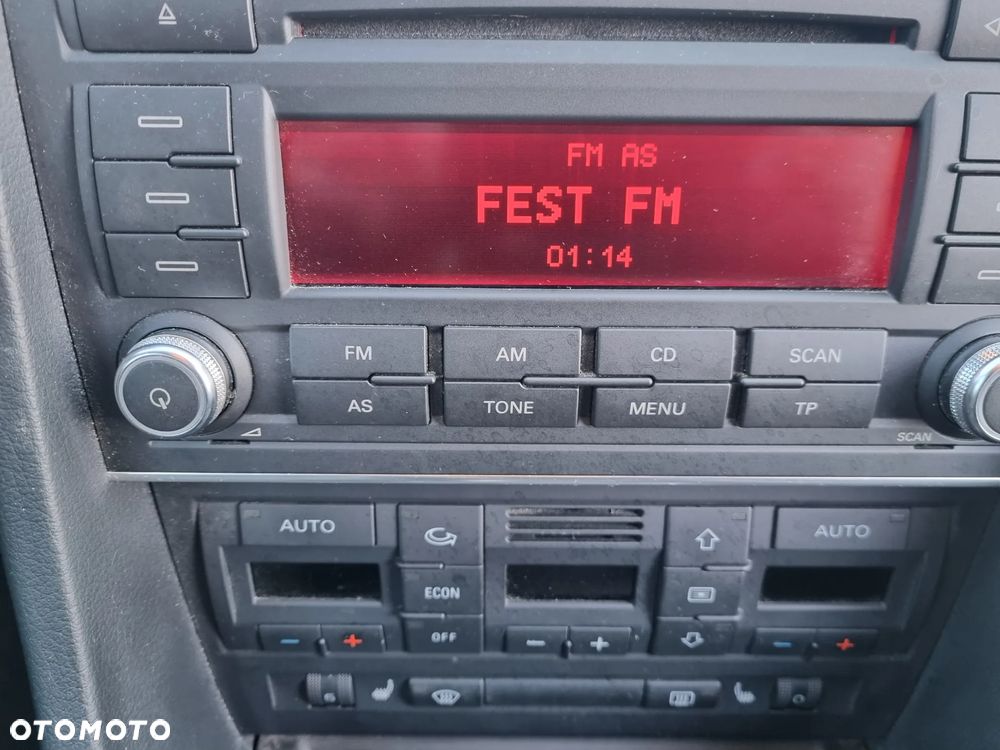 FM AS
FEST FM
01:14
FM AM CD SCAN
AS TONE MENU TP
SCAN
AUTO AUTO
ECON
OFF
OTOMOTO